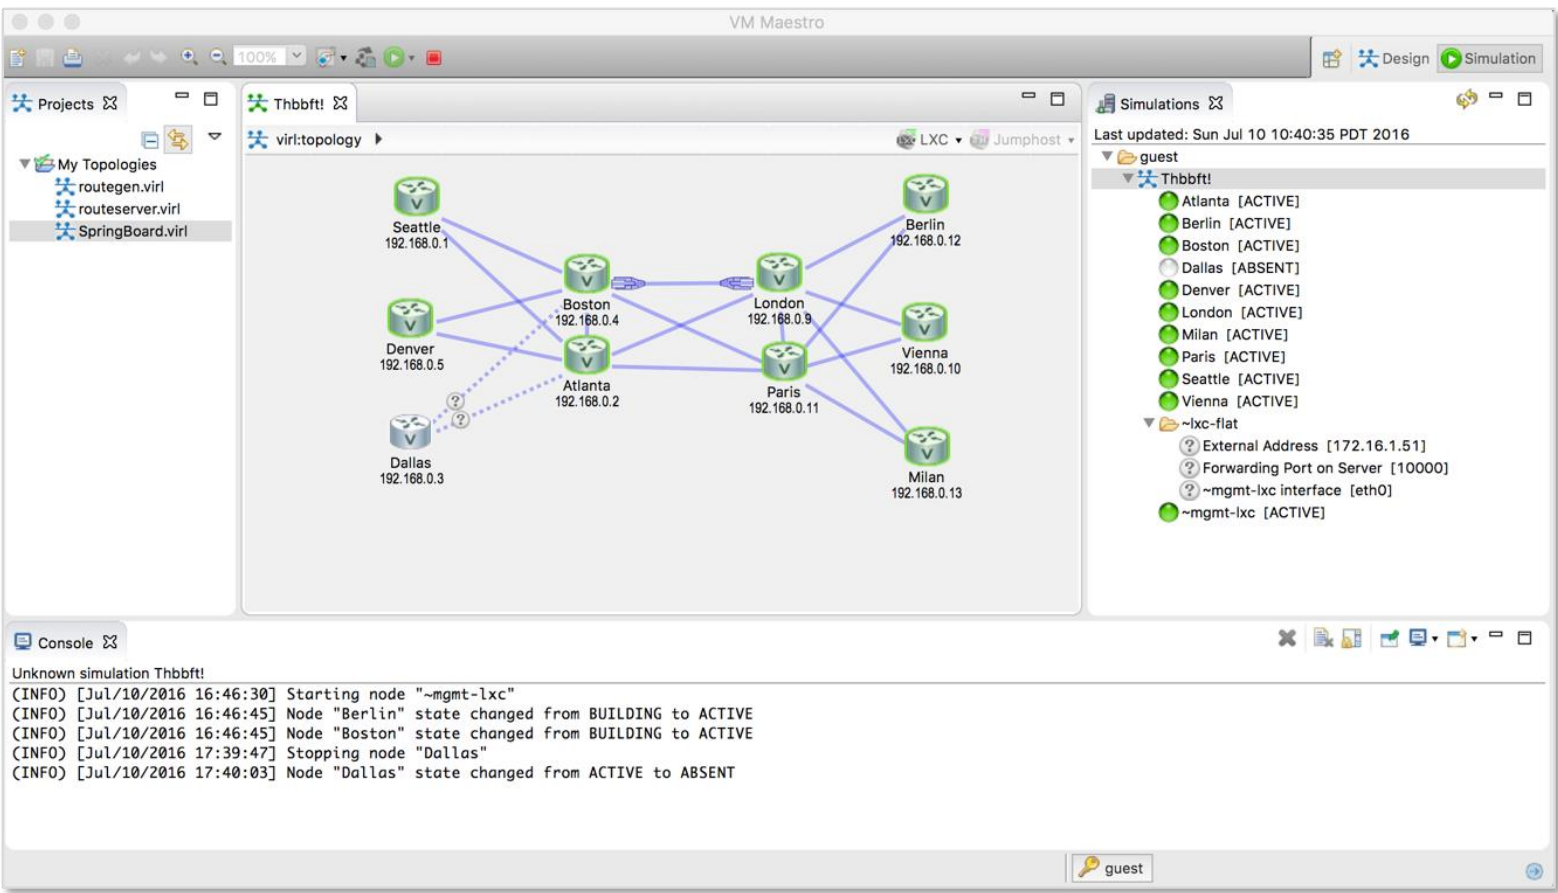 VM Maestro
100%
Design
Simulation
Projects
My Topologies
routegen.virl
routeserver.virl
SpringBoard.virl
Thbbft!
virl:topology
LXC
Jumphost
Seattle
192.168.0.1
Berlin
192.168.0.12
Boston
192.168.0.4
London
192.168.0.9
Denver
192.168.0.5
Atlanta
192.168.0.2
Vienna
192.168.0.10
Paris
192.168.0.11
Dallas
192.168.0.3
Milan
192.168.0.13
Simulations
Last updated: Sun Jul 10 10:40:35 PDT 2016
guest
Thbbft!
Atlanta [ACTIVE]
Berlin [ACTIVE]
Boston [ACTIVE]
Dallas [ABSENT]
Denver [ACTIVE]
London [ACTIVE]
Milan [ACTIVE]
Paris [ACTIVE]
Seattle [ACTIVE]
Vienna [ACTIVE]
~lxc-flat
External Address [172.16.1.51]
Forwarding Port on Server [10000]
~mgmt-lxc interface [eth0]
~mgmt-lxc [ACTIVE]
Console
Unknown simulation Thbbft!
(INFO) [Jul/10/2016 16:46:30] Starting node "~mgmt-lxc"
(INFO) [Jul/10/2016 16:46:45] Node "Berlin" state changed from BUILDING to ACTIVE
(INFO) [Jul/10/2016 16:46:45] Node "Boston" state changed from BUILDING to ACTIVE
(INFO) [Jul/10/2016 17:39:47] Stopping node "Dallas"
(INFO) [Jul/10/2016 17:40:03] Node "Dallas" state changed from ACTIVE to ABSENT
guest